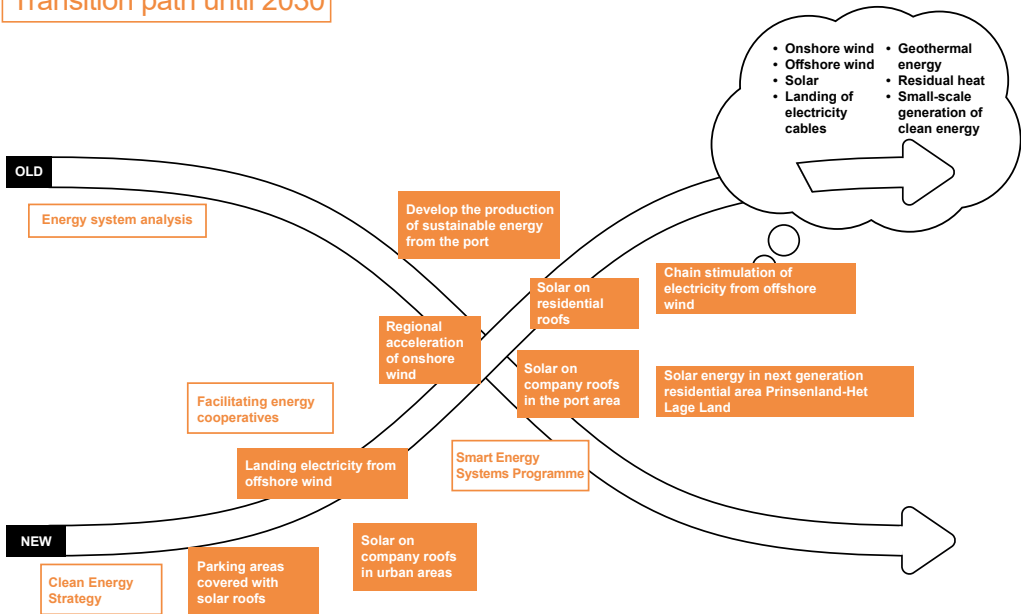 Transition path until 2030
• Onshore wind
• Offshore wind
• Solar
• Landing of
electricity
cables
• Geothermal
energy
• Residual heat
• Small-scale
generation of
clean energy
OLD
Energy system analysis
Develop the production
of sustainable energy
from the port
Chain stimulation of
electricity from offshore
wind
Solar on
residential
roofs
Regional
acceleration
of onshore
wind
Solar on
company roofs
in the port area
Solar energy in next generation
residential area Prinsenland-Het
Lage Land
Facilitating energy
cooperatives
Landing electricity from
offshore wind
Smart Energy
Systems Programme
NEW
Clean Energy
Strategy
Parking areas
covered with
solar roofs
Solar on
company roofs
in urban areas